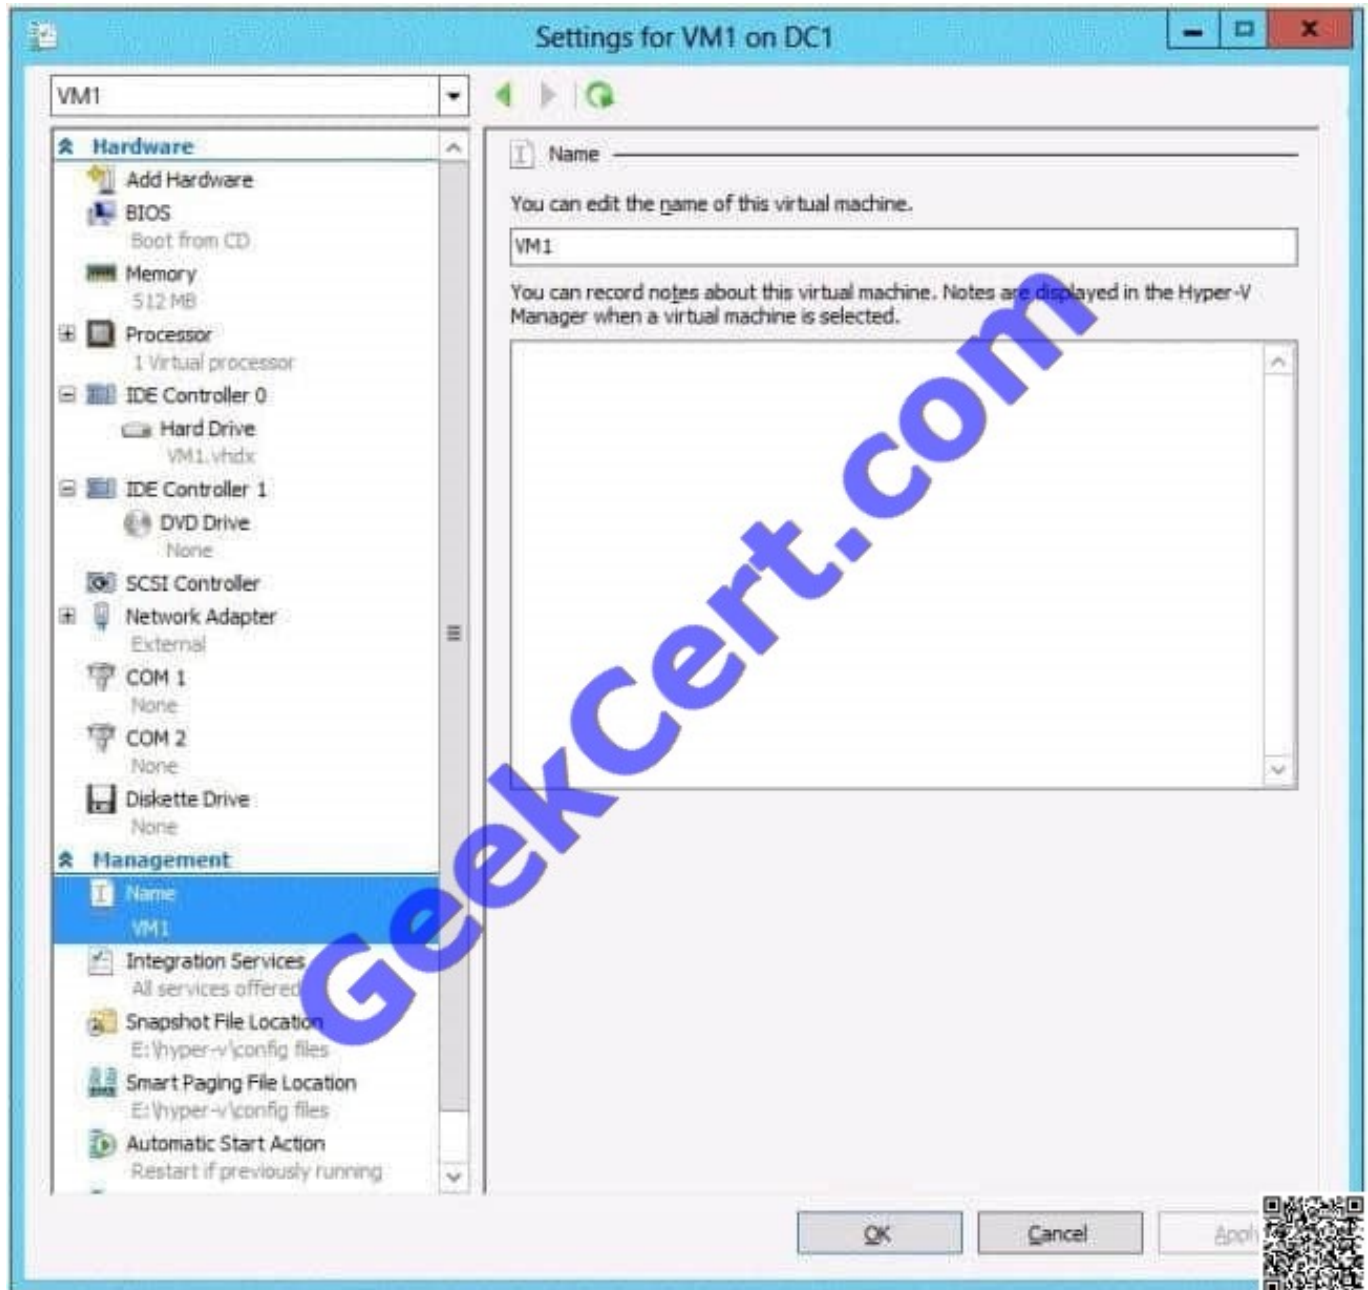 Settings for VM1 on DC1
VM1
Hardware
Add Hardware
BIOS
Boot from CD
Memory
512 MB
Processor
1 Virtual processor
IDE Controller 0
Hard Drive
VM1.vhdx
IDE Controller 1
DVD Drive
None
SCSI Controller
Network Adapter
External
COM 1
None
COM 2
None
Diskette Drive
None
Management
Name
VM1
Integration Services
All services offered
Snapshot File Location
E:\hyper-v\config files
Smart Paging File Location
E:\hyper-v\config files
Automatic Start Action
Restart if previously running
Name
You can edit the name of this virtual machine.
VM1
You can record notes about this virtual machine. Notes are displayed in the Hyper-V
Manager when a virtual machine is selected.
GeekCert.com
OK
Cancel